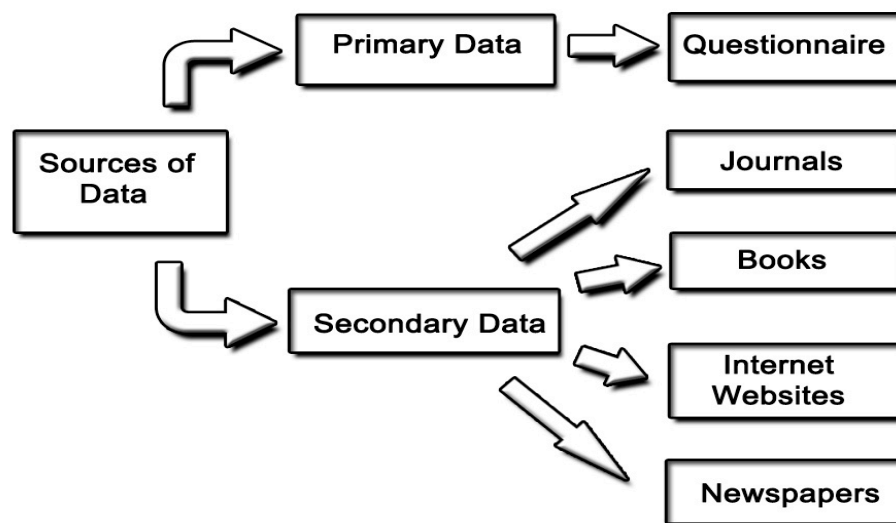 Primary Data
Questionnaire
Sources of
Data
Journals
Books
Secondary Data
Internet
Websites
Newspapers